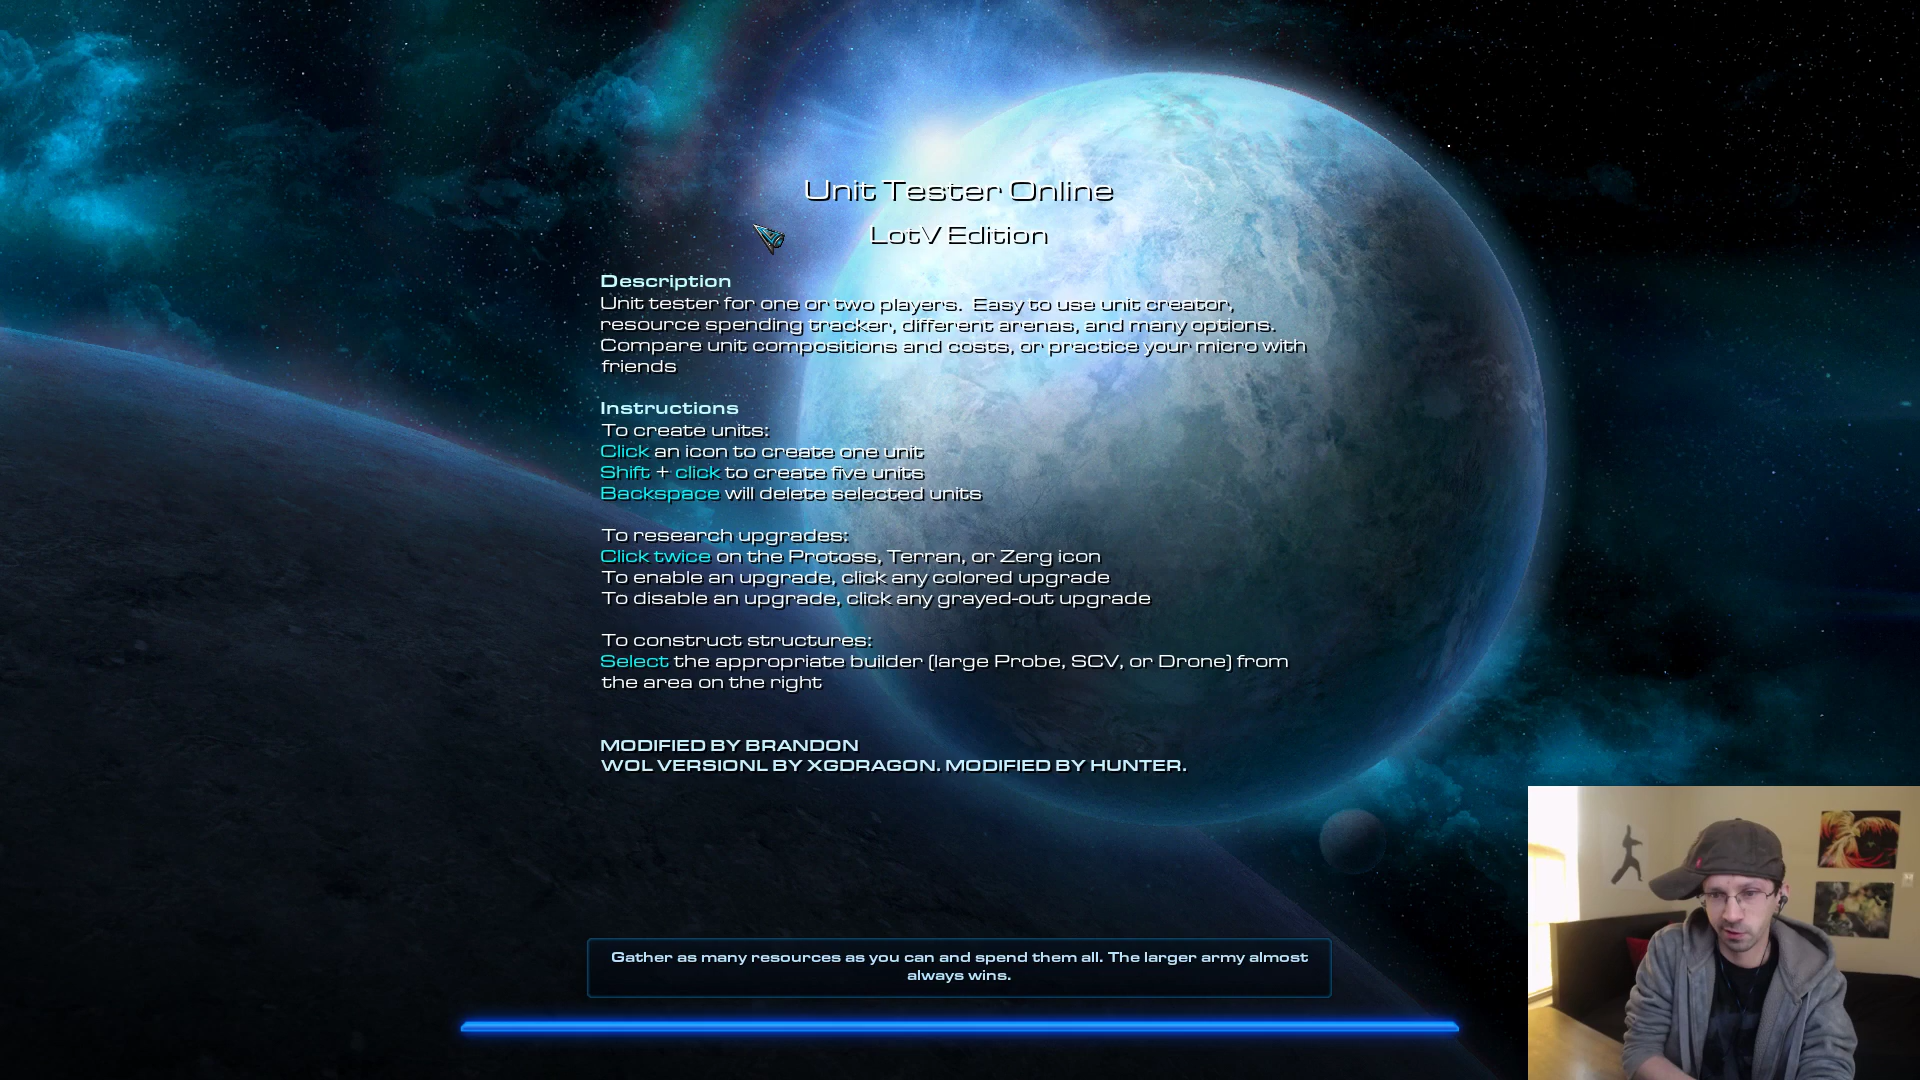 Unit Tester Online
LotV Edition
Description
Unit tester for one or two players.  Easy to use unit creator,
resource spending tracker, different arenas, and many options.
Compare unit compositions and costs, or practice your micro with
friends
Instructions
To create units:
Click an icon to create one unit
Shift + click to create five units
Backspace will delete selected units
To research upgrades:
Click twice on the Protoss, Terran, or Zerg icon
To enable an upgrade, click any colored upgrade
To disable an upgrade, click any grayed-out upgrade
To construct structures:
Select the appropriate builder (large Probe, SCV, or Drone) from
the area on the right
MODIFIED BY BRANDON
WOL VERSIONL BY XGDRAGON. MODIFIED BY HUNTER.
Gather as many resources as you can and spend them all. The larger army almost
always wins.